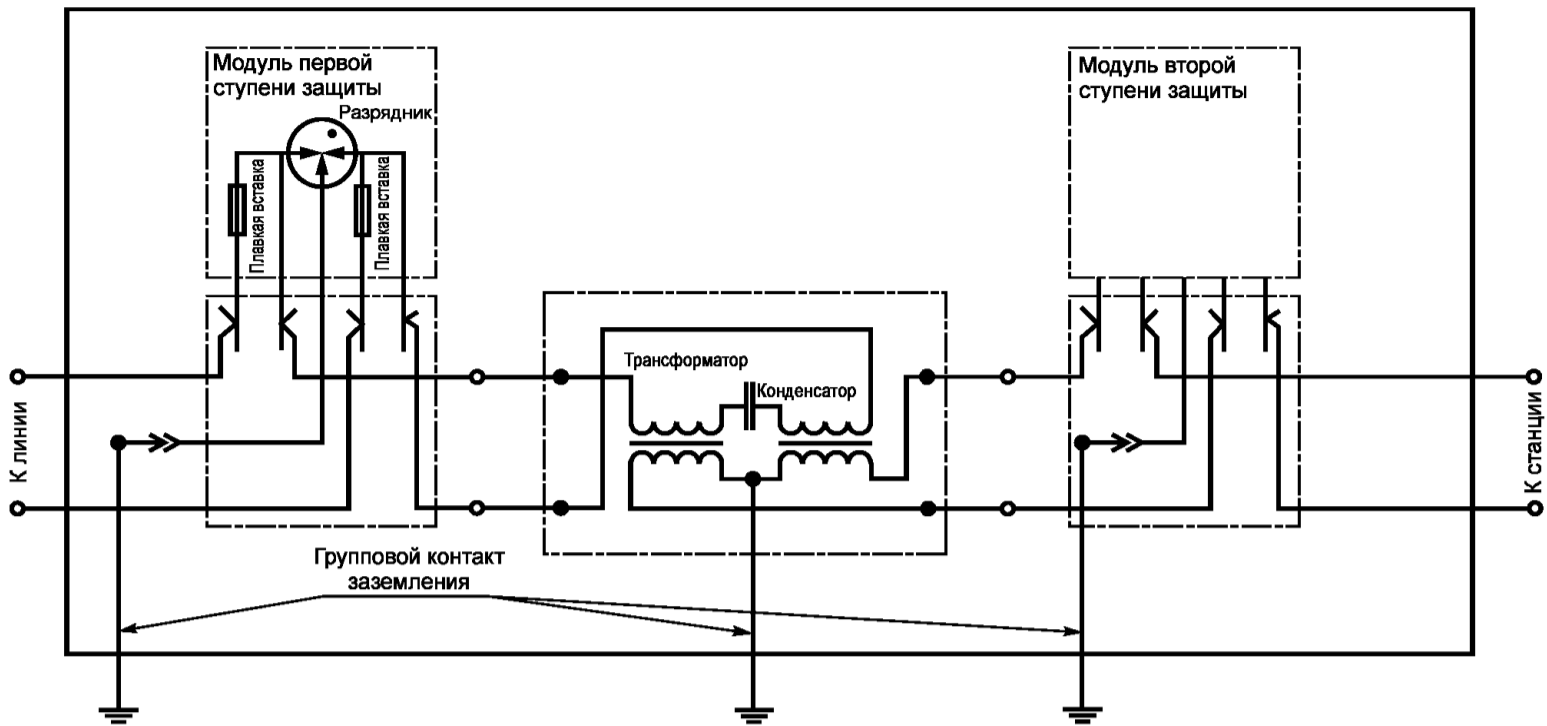 Модуль первой
ступени защиты
Разрядник
Плавкая вставка
Плавкая вставка
Модуль второй
ступени защиты
Трансформатор
Конденсатор
К линии
К станции
Групповой контакт
заземления